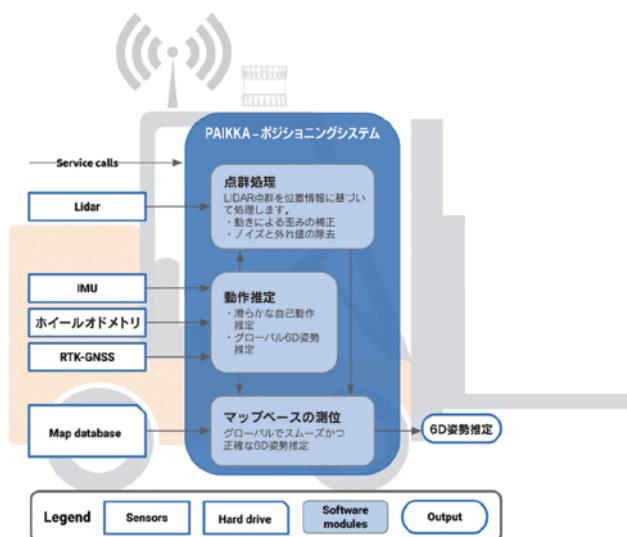 PAIKKA – ポジショニングシステム
Service calls
点群処理
LIDAR点群を位置情報に基づい
て処理します。
・動きによる歪みの補正
・ノイズと外れ値の除去
Lidar
IMU
ホイールオドメトリ
RTK-GNSS
動作推定
・滑らかな自己動作
推定
・グローバル6D姿勢
推定
Map database
マップベースの測位
グローバルでスムーズかつ
正確な6D姿勢推定
6D姿勢推定
Legend
Sensors
Hard drive
Software
modules
Output